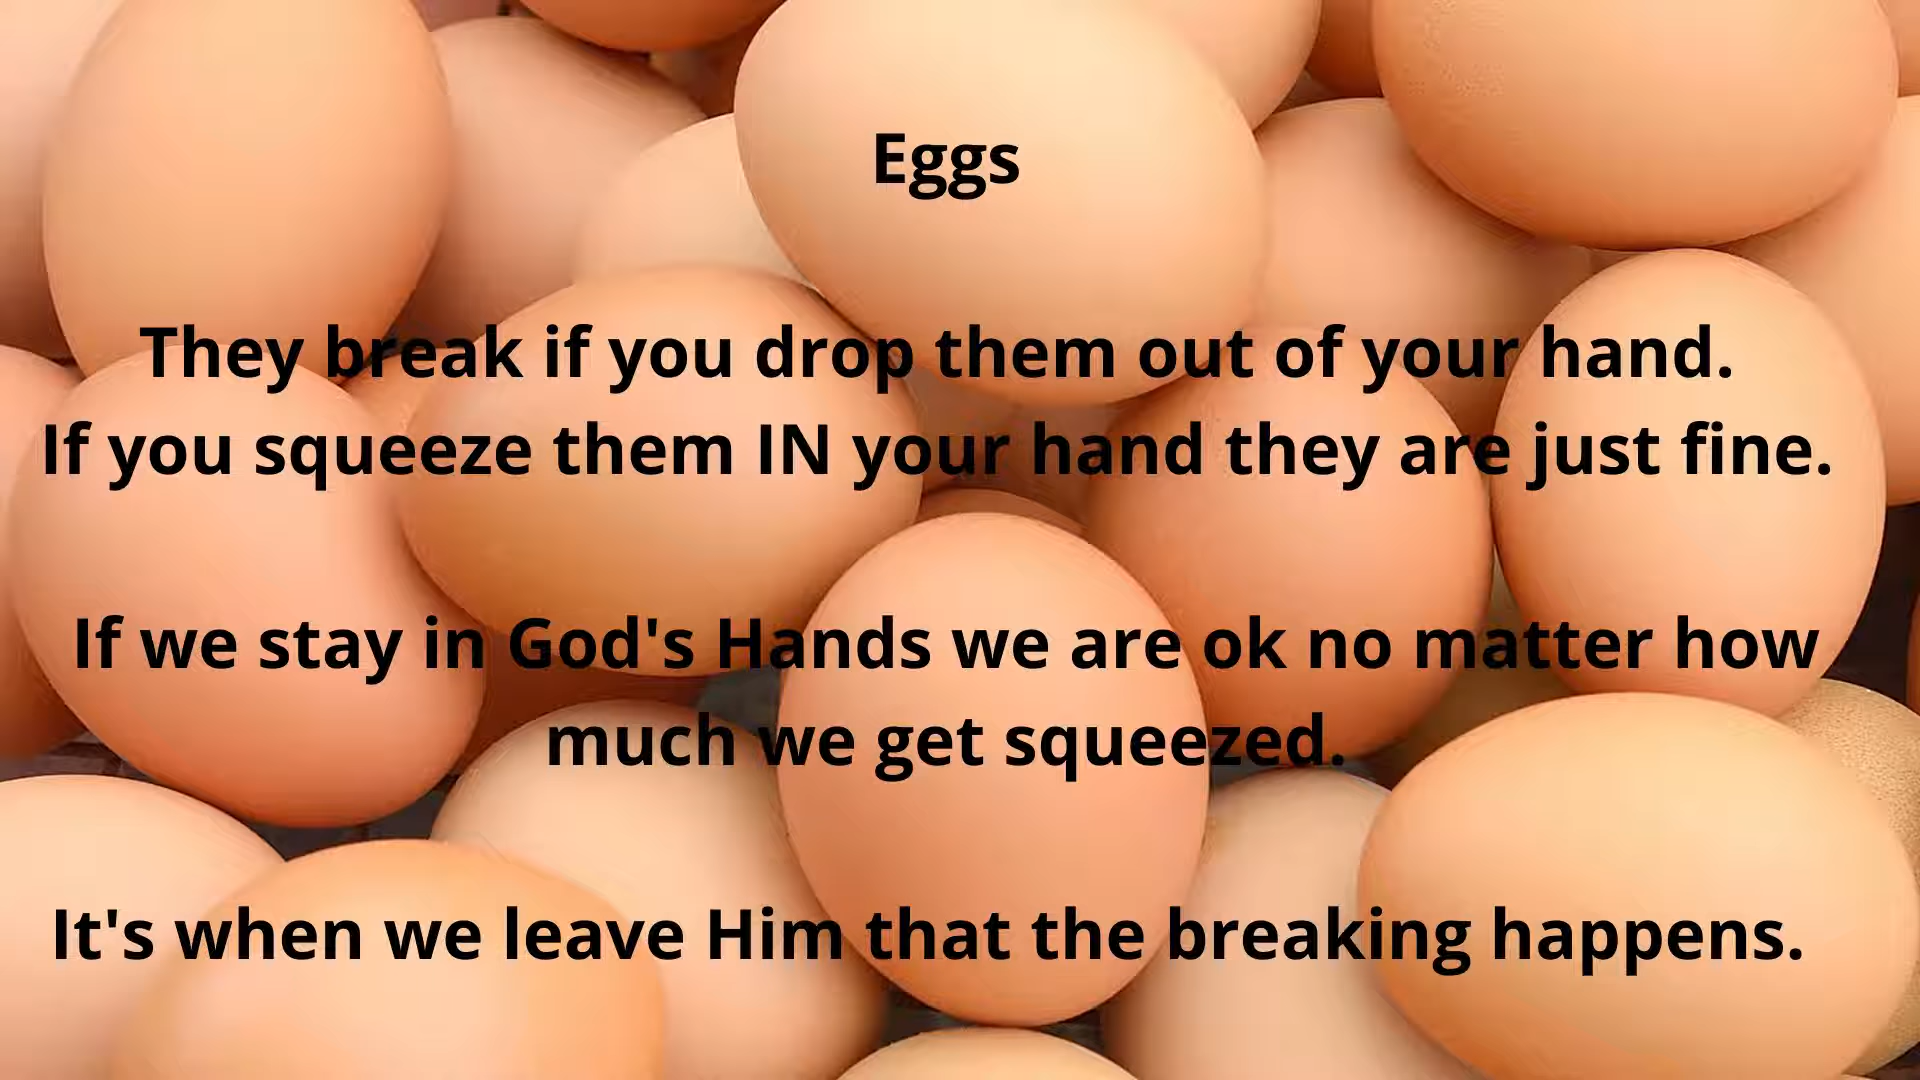 Eggs
They break if you drop them out of your hand.
If you squeeze them IN your hand they are just fine.
If we stay in God's Hands we are ok no matter how
much we get squeezed.
It's when we leave Him that the breaking happens.